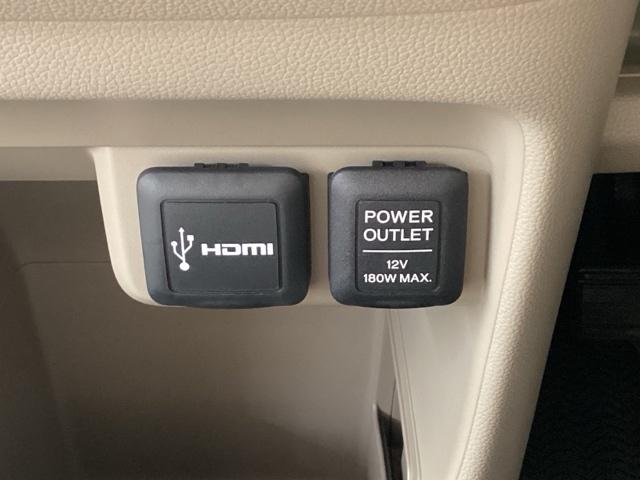 HDMI
POWER
OUTLET
12V
180W MAX.